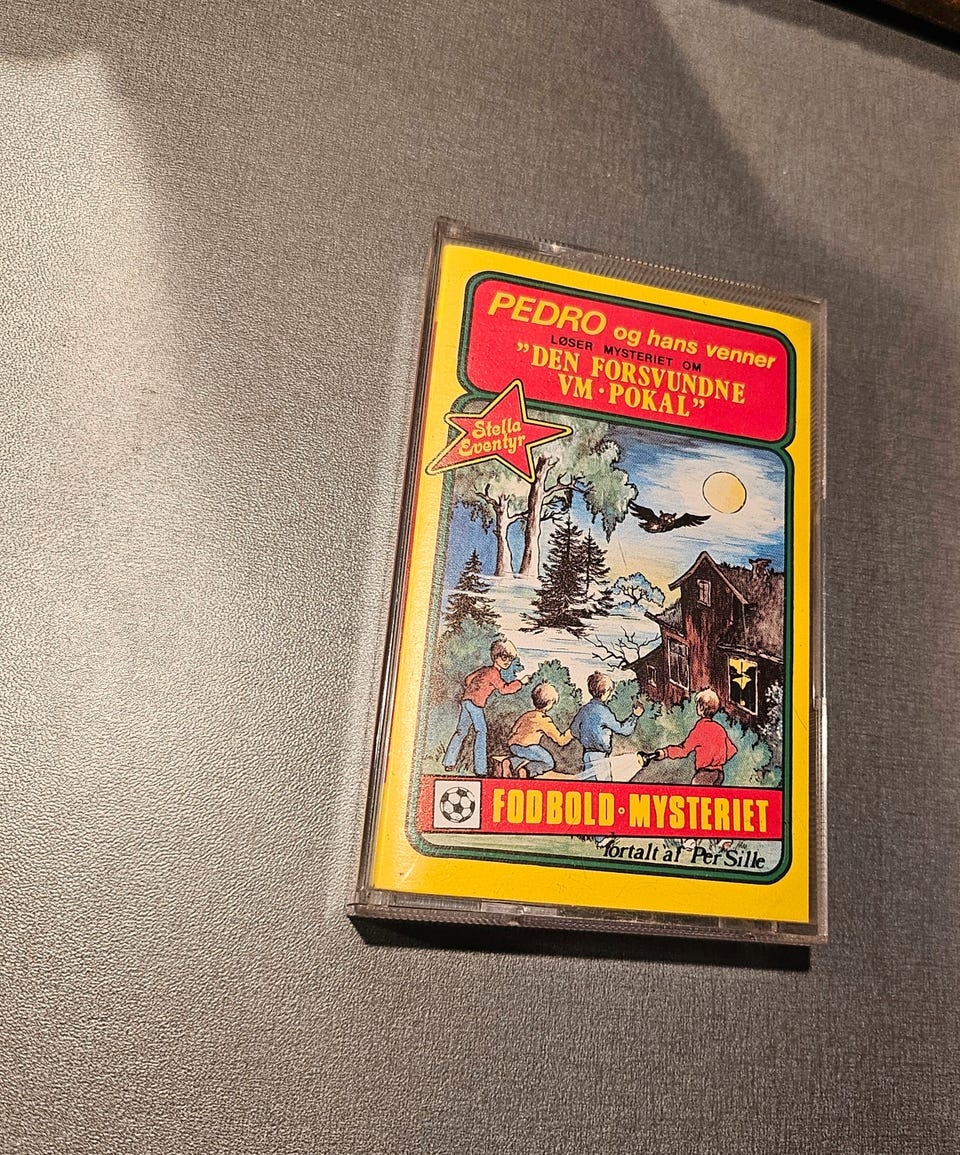 PEDRO og hans venner
LØSER MYSTERIET OM
”DEN FORSVUNDNE
VM·POKAL”
Stella
Eventyr
FODBOLD·MYSTERIET
fortalt af Per Sille